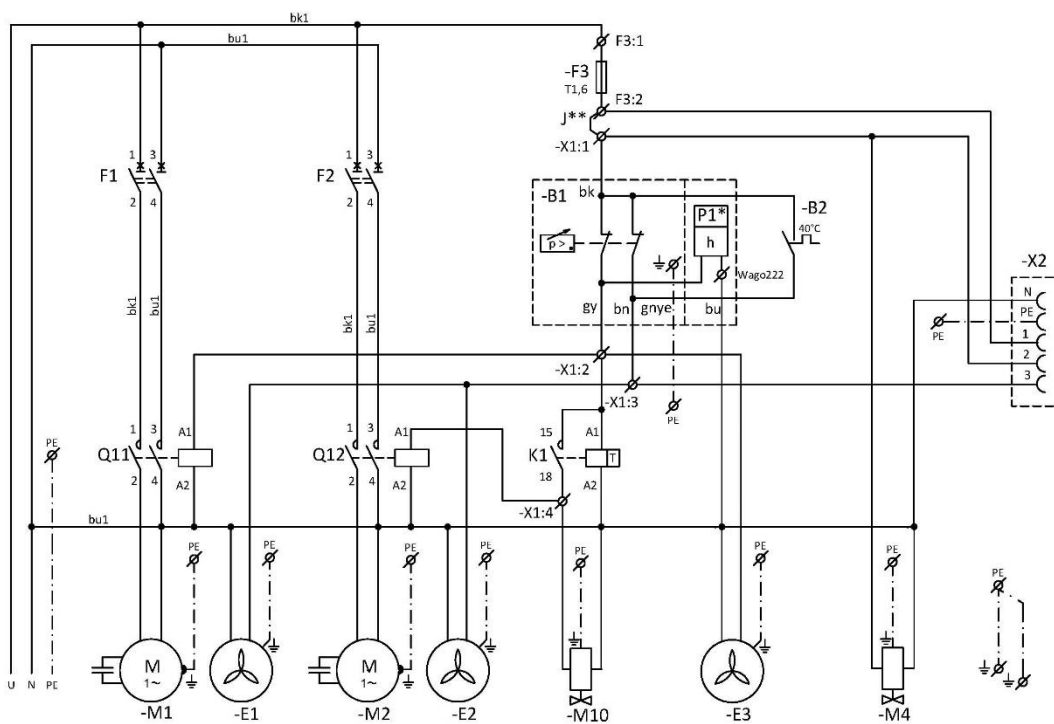 bk1
bu1
F3:1
-F3
T1,6
F3:2
J**
-X1:1
1 3
F1
2 4
1 3
F2
2 4
-B1
bk
P1*
-B2
p >.
h
40°C
Wago222
-X2
N
PE
1
2
3
PE
bk1
bu1
bk1
bu1
gy
bn
gnye
bu
-X1:2
-X1:3
PE
PE
1 3
A1
Q11
2 4
A2
1 3
A1
Q12
2 4
A2
15
A1
K1
T
18
A2
-X1:4
bu1
PE
PE
PE
PE
PE
PE
PE
PE
U N PE
M
1~
M
1~
-M1
-E1
-M2
-E2
-M10
-E3
-M4